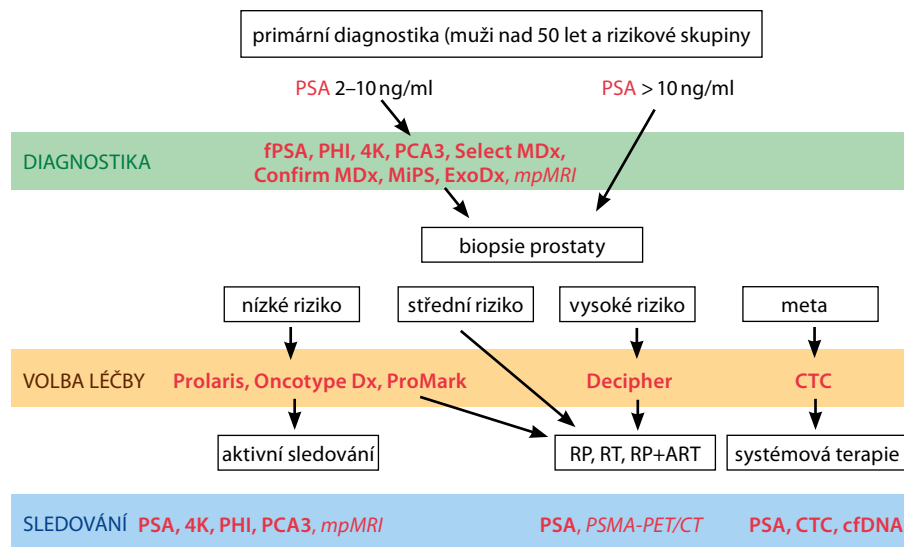 primární diagnostika (muži nad 50 let a rizikové skupiny
PSA 2–10 ng/ml
PSA > 10 ng/ml
DIAGNOSTIKA
fPSA, PHI, 4K, PCA3, Select MDx,
Confirm MDx, MiPS, ExoDx, mpMRI
biopsie prostaty
nízké riziko
střední riziko
vysoké riziko
meta
VOLBA LÉČBY
Prolaris, Oncotype Dx, ProMark
Decipher
CTC
aktivní sledování
RP, RT, RP+ART
systémová terapie
SLEDOVÁNÍ
PSA, 4K, PHI, PCA3, mpMRI
PSA, PSMA-PET/CT
PSA, CTC, cfDNA